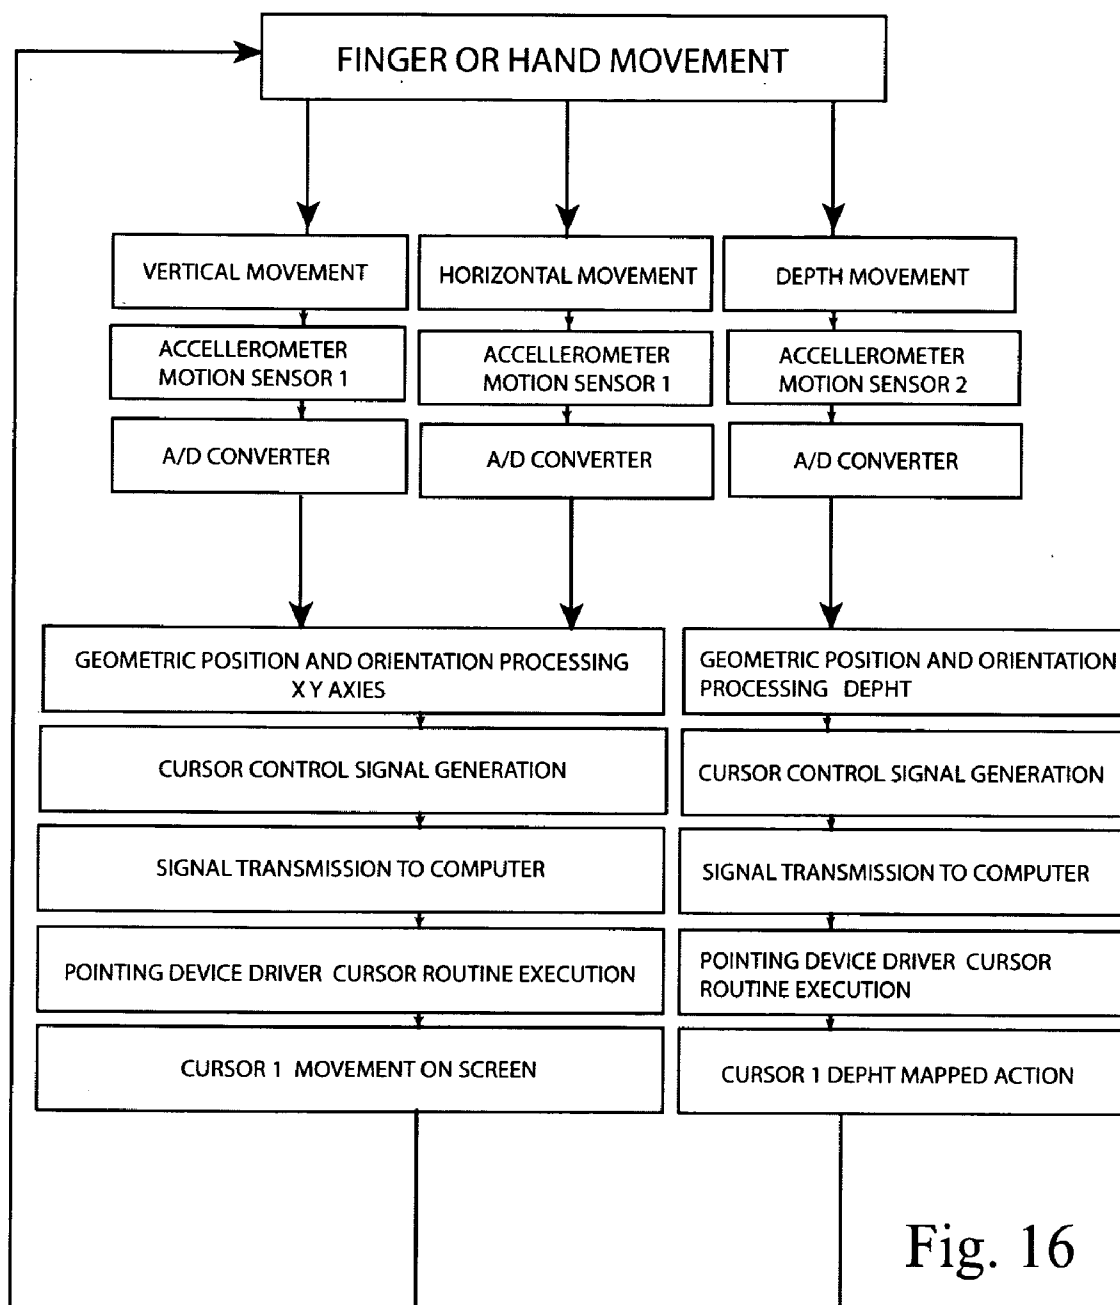 FINGER OR HAND MOVEMENT
VERTICAL MOVEMENT
HORIZONTAL MOVEMENT
DEPTH MOVEMENT
ACCELLEROMETER
MOTION SENSOR 1
ACCELLEROMETER
MOTION SENSOR 1
ACCELLEROMETER
MOTION SENSOR 2
A/D CONVERTER
A/D CONVERTER
A/D CONVERTER
GEOMETRIC POSITION AND ORIENTATION PROCESSING
X Y AXIES
GEOMETRIC POSITION AND ORIENTATION
PROCESSING DEPHT
CURSOR CONTROL SIGNAL GENERATION
CURSOR CONTROL SIGNAL GENERATION
SIGNAL TRANSMISSION TO COMPUTER
SIGNAL TRANSMISSION TO COMPUTER
POINTING DEVICE DRIVER CURSOR ROUTINE EXECUTION
POINTING DEVICE DRIVER CURSOR
ROUTINE EXECUTION
CURSOR 1 MOVEMENT ON SCREEN
CURSOR 1 DEPHT MAPPED ACTION
Fig. 16